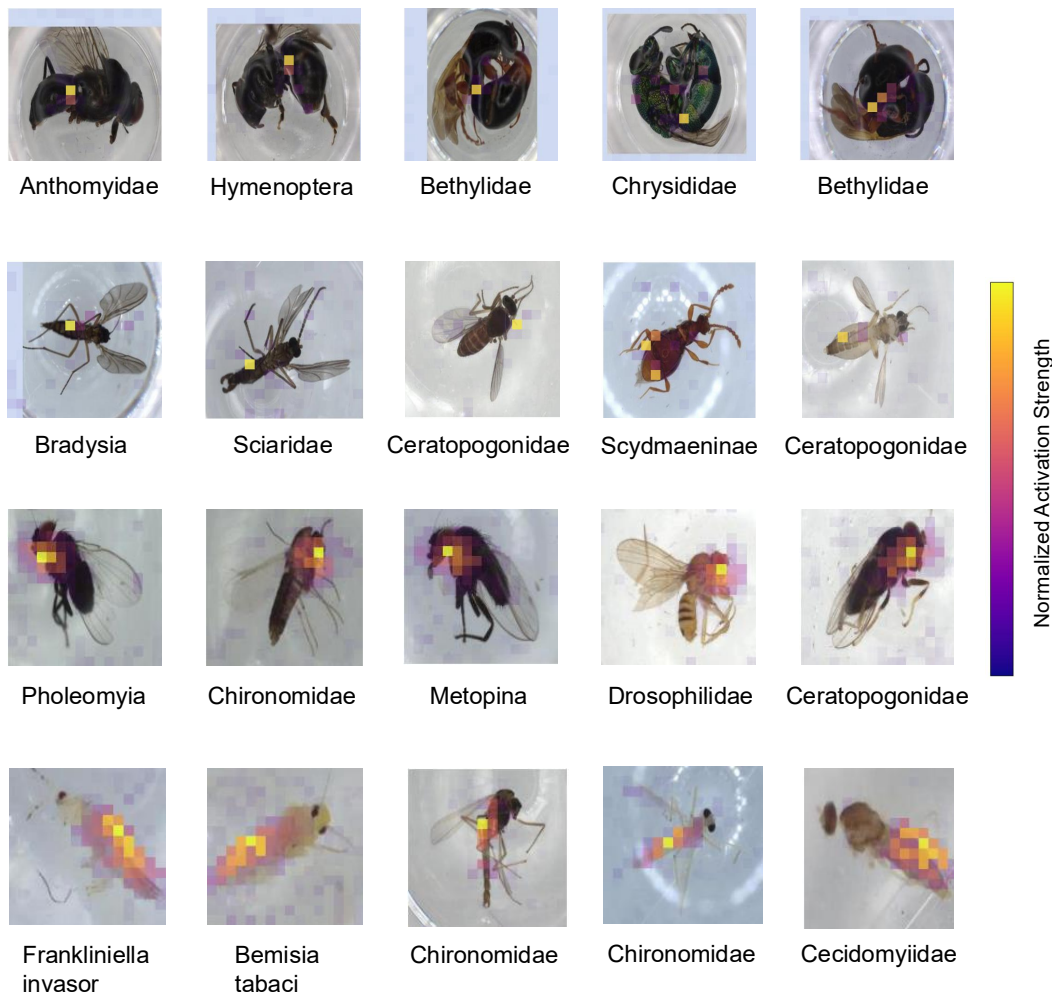 Anthomyidae
Hymenoptera
Bethylidae
Chrysididae
Bethylidae
Bradysia
Sciaridae
Ceratopogonidae
Scydmaeninae
Ceratopogonidae
Normalized Activation Strength
Pholeomyia
Chironomidae
Metopina
Drosophilidae
Ceratopogonidae
Frankliniella
invasor
Bemisia
tabaci
Chironomidae
Chironomidae
Cecidomyiidae